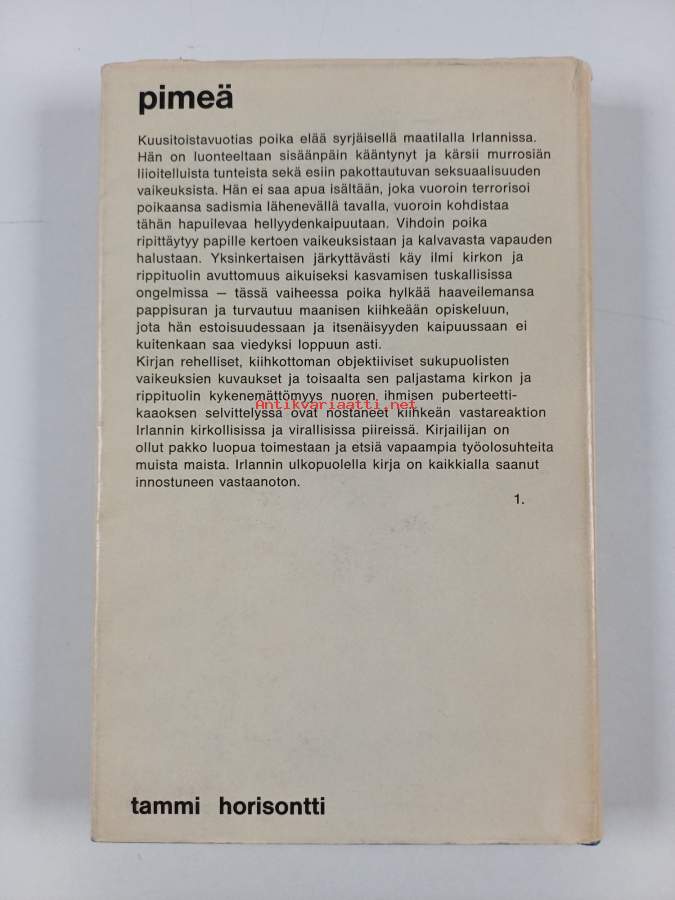 pimeä
Kuusitoistavuotias poika elää syrjäisellä maatilalla Irlannissa.
Hän on luonteeltaan sisäänpäin kääntynyt ja kärsii murrosiän
liioitelluista tunteista sekä esiin pakottautuvan seksuaalisuuden
vaikeuksista. Hän ei saa apua isältään, joka vuoroin terrorisoi
poikaansa sadismia lähenevällä tavalla, vuoroin kohdistaa
tähän hapuilevaa hellyydenkaipuutaan. Vihdoin poika
ripittäytyy papille kertoen vaikeuksistaan ja kalvavasta vapauden
halustaan. Yksinkertaisen järkyttävästi käy ilmi kirkon ja
rippituolin avuttomuus aikuiseksi kasvamisen tuskallisissa
ongelmissa — tässä vaiheessa poika hylkää haaveilemansa
pappisuran ja turvautuu maanisen kiihkeään opiskeluun,
jota hän estoisuudessaan ja itsenäisyyden kaipuussaan ei
kuitenkaan saa viedyksi loppuun asti.
Kirjan rehelliset, kiihkottoman objektiiviset sukupuolisten
vaikeuksien kuvaukset ja toisaalta sen paljastama kirkon ja
rippituolin kykenemättömyys nuoren ihmisen puberteetti-
kaaoksen selvittelyssä ovat nostaneet kiihkeän vastareaktion
Antikvariaatti.net
Irlannin kirkollisissa ja virallisissa piireissä. Kirjailijan on
ollut pakko luopua toimestaan ja etsiä vapaampia työolosuhteita
muista maista. Irlannin ulkopuolella kirja on kaikkialla saanut
innostuneen vastaanoton.
1.
tammi horisontti